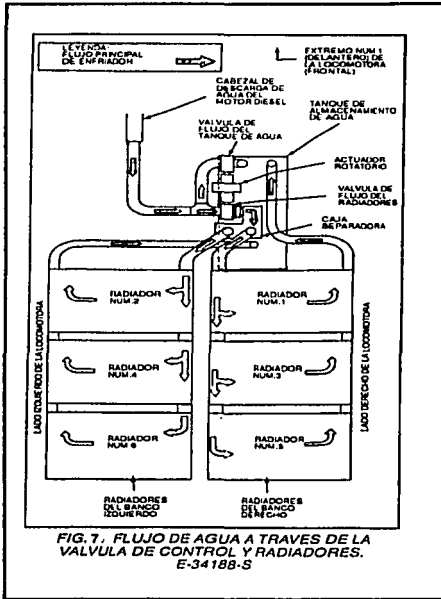 LEYENDA:
FLUJO PRINCIPAL
DE ENFRIADOR
EXTREMO NUM 1
(DELANTERO) DE
LA LOCOMOTORA
(FRONTAL)
CABEZAL DE
DESCARGA DE
AGUA DEL
MOTOR DIESEL
TANQUE DE
ALMACENAMIENTO
DE AGUA
VALVULA DE
FLUJO DEL
TANQUE DE AGUA
ACTUADOR
ROTATORIO
VALVULA DE
FLUJO DEL
RADIADORES
CAJA
SEPARADORA
LADO IZQUIERDO DE LA LOCOMOTORA
RADIADOR
NUM.2
RADIADOR
NUM.1
RADIADOR
NUM.4
RADIADOR
NUM.3
RADIADOR
NUM 6
RADIADOR
NUM.5
LADO DERECHO DE LA LOCOMOTORA
RADIADORES
DEL BANCO
IZQUIERDO
RADIADORES
DEL BANCO
DERECHO
FIG. 7. FLUJO DE AGUA A TRAVES DE LA
VALVULA DE CONTROL Y RADIADORES.
E-34188-S